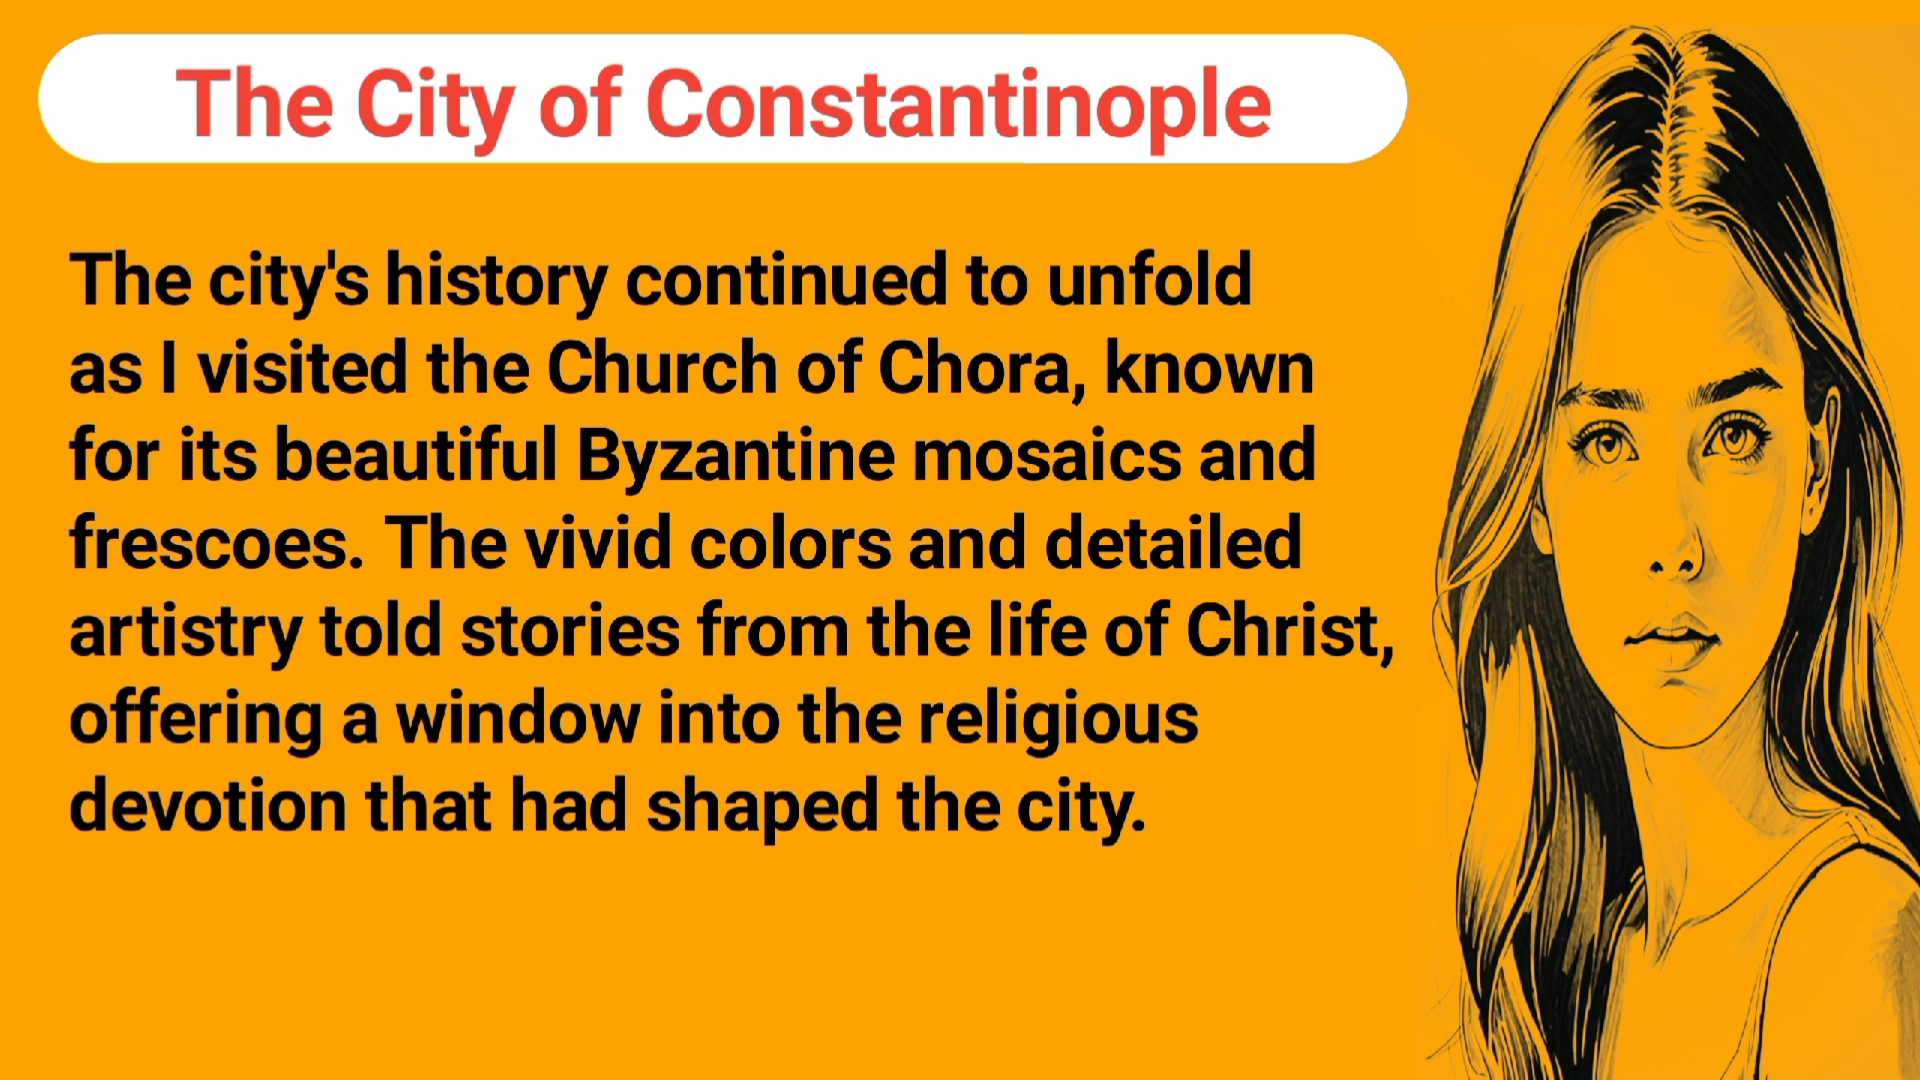 The City of Constantinople
The city's history continued to unfold
as I visited the Church of Chora, known
for its beautiful Byzantine mosaics and
frescoes. The vivid colors and detailed
artistry told stories from the life of Christ,
offering a window into the religious
devotion that had shaped the city.